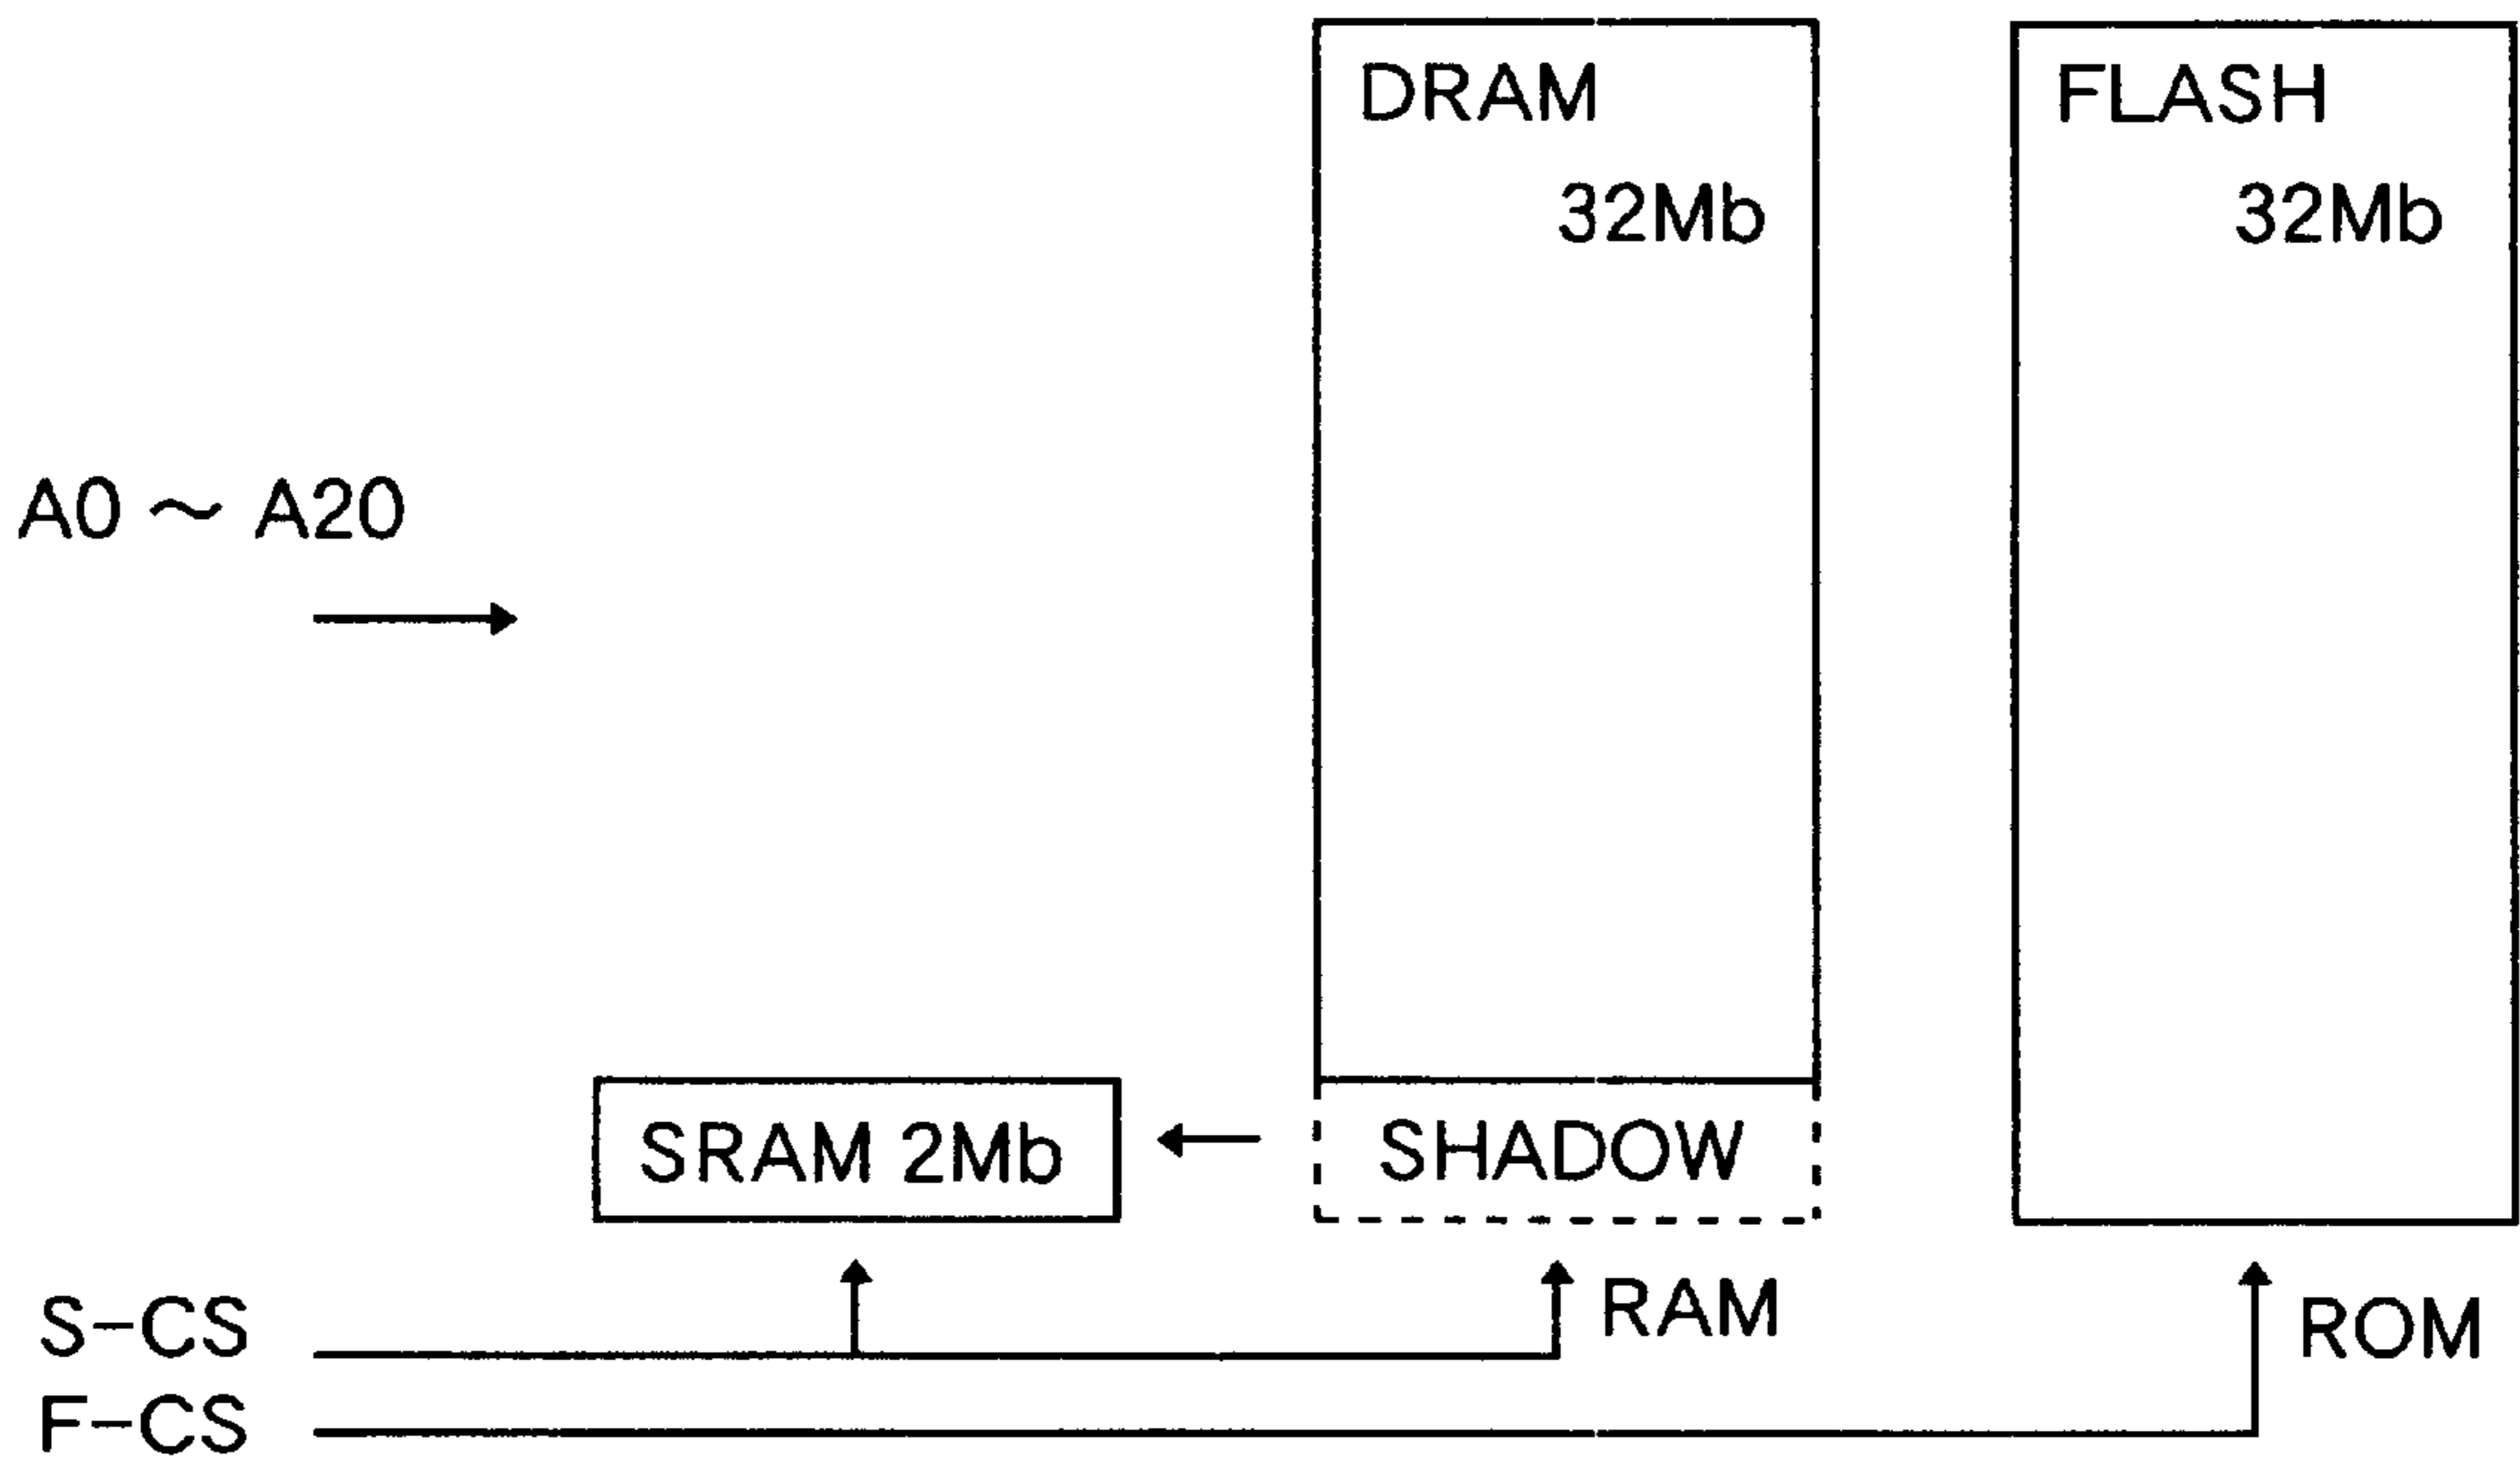 DRAM
32Mb
FLASH
32Mb
A0 ～ A20
SRAM 2Mb
SHADOW
RAM
ROM
S-CS
F-CS